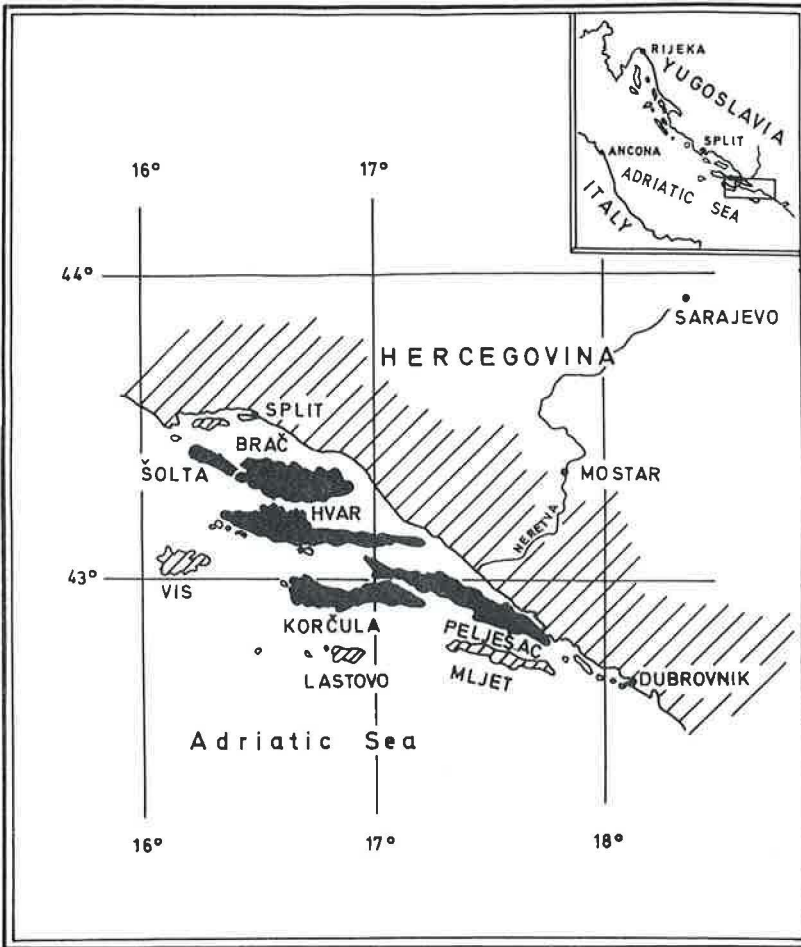 RIJEKA
YUGOSLAVIA
SPLIT
ANCONA
ADRIATIC SEA
ITALY
16°
17°
44°
SARAJEVO
HERCEGOVINA
SPLIT
BRAČ
ŠOLTA
MOSTAR
HVAR
NERETVA
43°
VIS
KORČULA
PELJEŠAC
LASTOVO
MLJET
DUBROVNIK
Adriatic Sea
16°
17°
18°